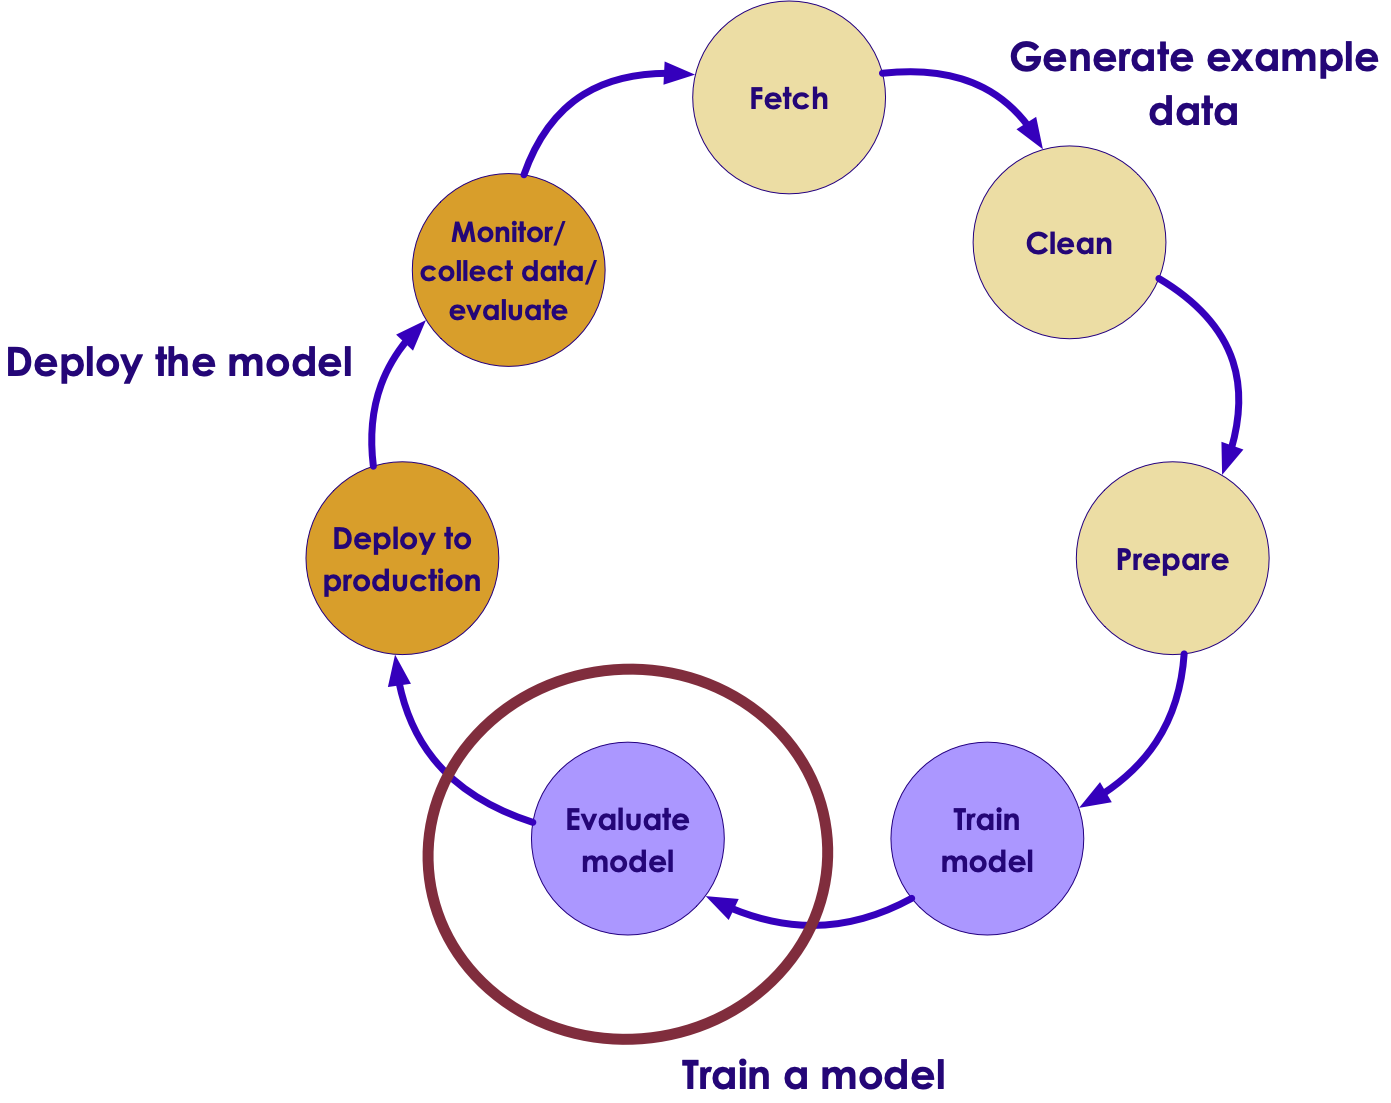 Fetch
Generate example
data
Clean
Monitor/
collect data/
evaluate
Deploy the model
Prepare
Deploy to
production
Evaluate
model
Train
model
Train a model